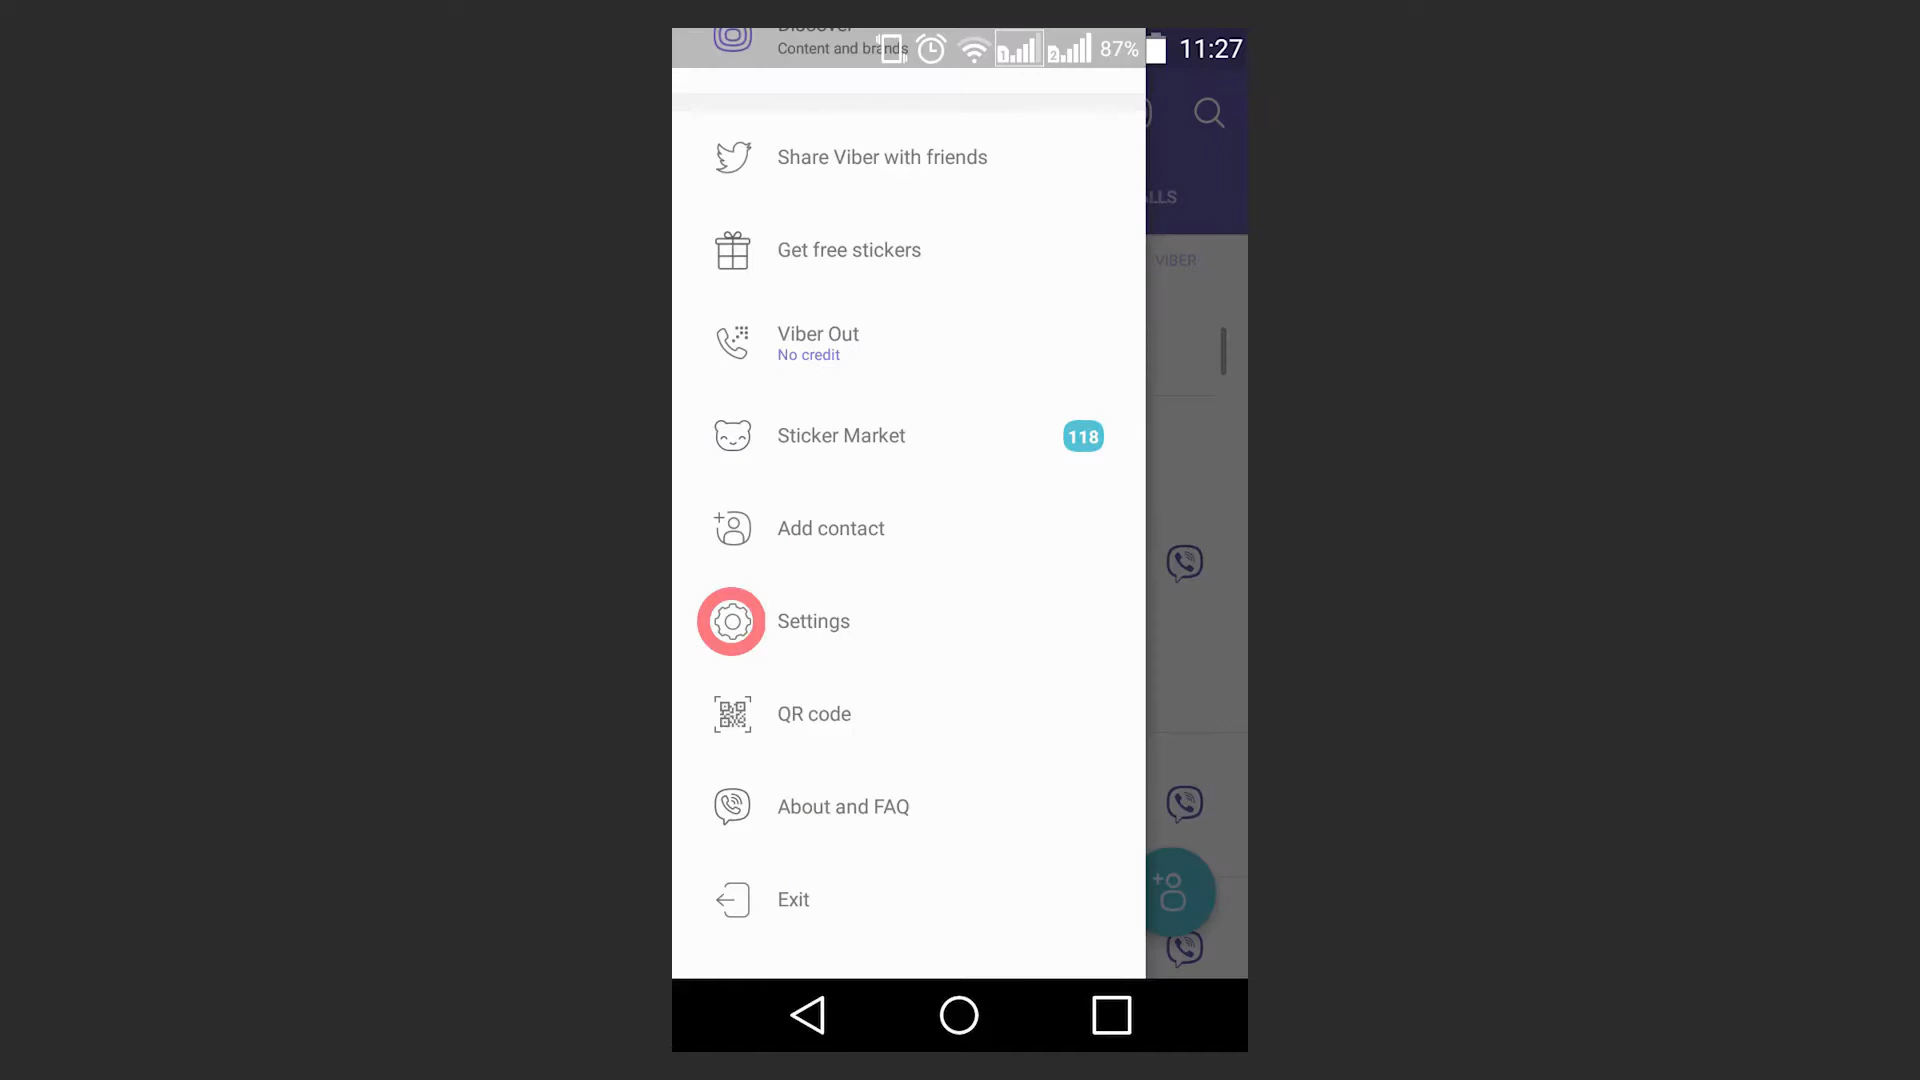 Discover
Content and brands
87%
11:27
Share Viber with friends
LLS
Get free stickers
VIBER
Viber Out
No credit
Sticker Market
118
Add contact
Settings
QR code
About and FAQ
Exit